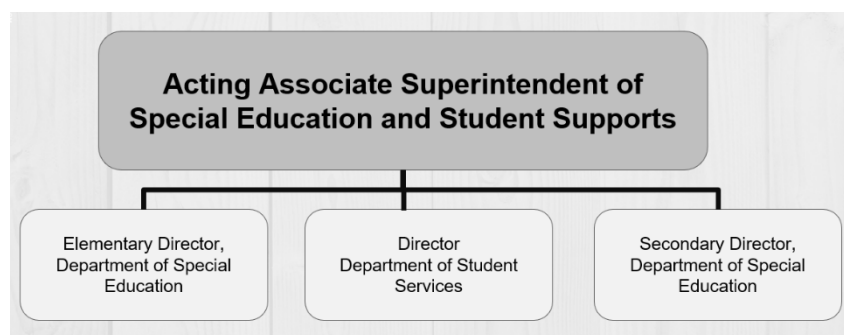 Acting Associate Superintendent of
Special Education and Student Supports
Elementary Director,
Department of Special
Education
Director
Department of Student
Services
Secondary Director,
Department of Special
Education